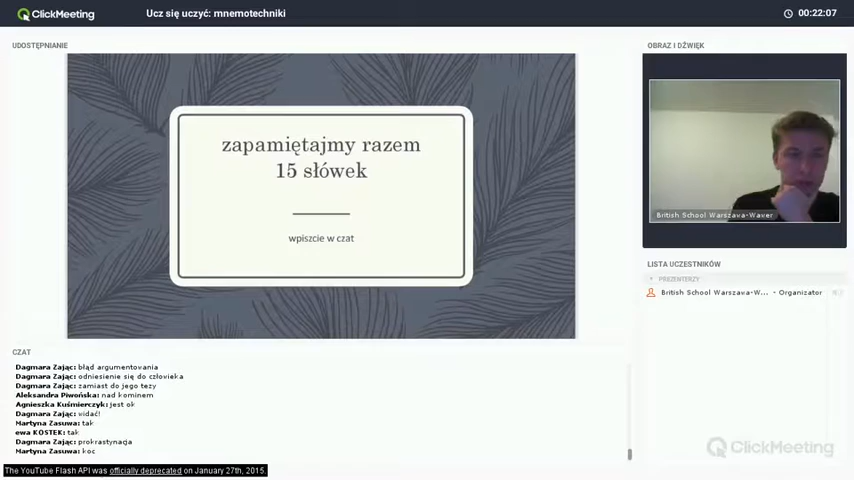 ClickMeeting
Ucz się uczyć: mnemotechniki
00:22:07
UDOSTĘPNIANIE
zapamiętajmy razem
15 słówek
wpiszcie w czat
OBRAZ I DŹWIĘK
British School Warszawa-Wawer
LISTA UCZESTNIKÓW
PREZENTERZY
British School Warszawa-W... - Organizator
CZAT
Dagmara Zając: błąd argumentowania
Dagmara Zając: odniesienie się do człowieka
Dagmara Zając: zamiast do jego tezy
Aleksandra Piwońska: nad kominem
Agnieszka Kuśmierczyk: jest ok
Dagmara Zając: widać!
Martyna Zasuwa: tak
ewa KOSTEK: tak
Dagmara Zając: prokrastynacja
Martyna Zasuwa: koc
ClickMeeting
The YouTube Flash API was officially deprecated on January 27th, 2015.